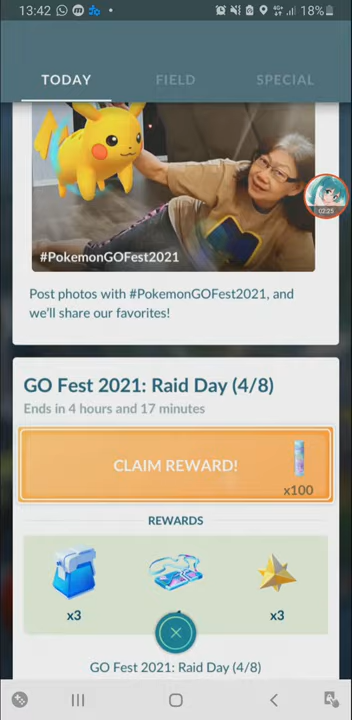 13:42
18%
TODAY FIELD SPECIAL
02:25
#PokemonGOFest2021
Post photos with #PokemonGOFest2021, and
we'll share our favorites!
GO Fest 2021: Raid Day (4/8)
Ends in 4 hours and 17 minutes
CLAIM REWARD!
x100
REWARDS
x3
x3
GO Fest 2021: Raid Day (4/8)